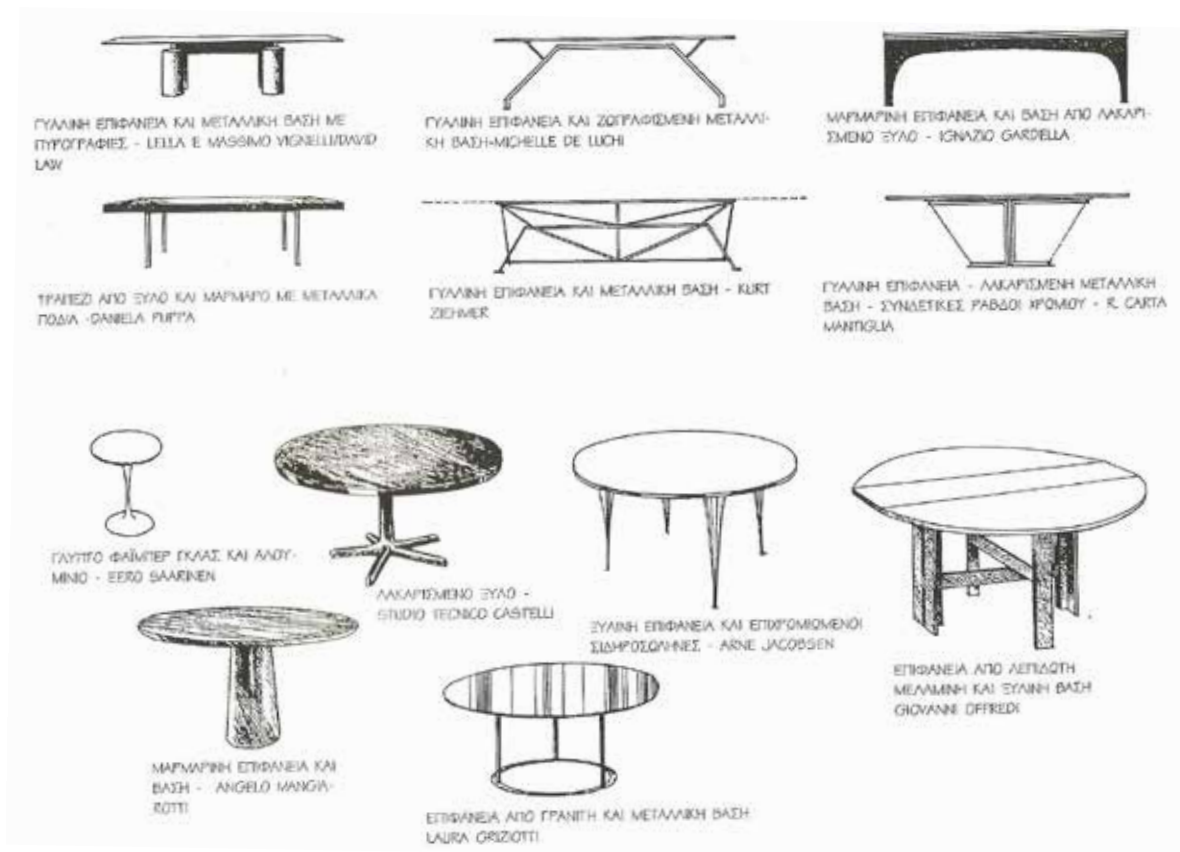 ΓΥΑΛΙΝΗ ΕΠΙΦΑΝΕΙΑ ΚΑΙ ΜΕΤΑΛΛΙΚΗ ΒΑΣΗ ΜΕ
ΠΥΡΟΓΡΑΦΙΕΣ - LELLA E MASSIMO VIGNELLI/DAVID
LAW
ΓΥΑΛΙΝΗ ΕΠΙΦΑΝΕΙΑ ΚΑΙ ΖΩΓΡΑΦΙΣΜΕΝΗ ΜΕΤΑΛΛΙ-
ΚΗ ΒΑΣΗ-MICHELLE DE LUCHI
ΜΑΡΜΑΡΙΝΗ ΕΠΙΦΑΝΕΙΑ ΚΑΙ ΒΑΣΗ ΑΠΟ ΛΑΚΑΡΙ-
ΣΜΕΝΟ ΞΥΛΟ - IGNAZIO GARDELLA
ΤΡΑΠΕΖΙ ΑΠΟ ΞΥΛΟ ΚΑΙ ΜΑΡΜΑΡΟ ΜΕ ΜΕΤΑΛΛΙΚΑ
ΠΟΔΙΑ -DANIELA PUPPA
ΓΥΑΛΙΝΗ ΕΠΙΦΑΝΕΙΑ ΚΑΙ ΜΕΤΑΛΛΙΚΗ ΒΑΣΗ - KURT
ZIEHMER
ΓΥΑΛΙΝΗ ΕΠΙΦΑΝΕΙΑ - ΛΑΚΑΡΙΣΜΕΝΗ ΜΕΤΑΛΛΙΚΗ
ΒΑΣΗ - ΣΥΝΔΕΤΙΚΕΣ ΡΑΒΔΟΙ ΧΡΩΜΙΟΥ - R. CARTA
MANTIGLIA
ΓΛΥΠΤΟ ΦΑΪΜΠΕΡ ΓΚΛΑΣ ΚΑΙ ΑΛΟΥ-
ΜΙΝΙΟ - EERO SAARINEN
ΛΑΚΑΡΙΣΜΕΝΟ ΞΥΛΟ -
STUDIO TECNICO CASTELLI
ΞΥΛΙΝΗ ΕΠΙΦΑΝΕΙΑ ΚΑΙ ΕΠΙΧΡΟΜΙΩΜΕΝΟΙ
ΣΙΔΗΡΟΣΩΛΗΝΕΣ - ARNE JACOBSEN
ΕΠΙΦΑΝΕΙΑ ΑΠΟ ΛΕΠΙΔΩΤΗ
ΜΕΛΑΜΙΝΗ ΚΑΙ ΞΥΛΙΝΗ ΒΑΣΗ
GIOVANNI OFFREDI
ΜΑΡΜΑΡΙΝΗ ΕΠΙΦΑΝΕΙΑ ΚΑΙ
ΒΑΣΗ - ANGELO MANGIA-
ROTTI
ΕΠΙΦΑΝΕΙΑ ΑΠΟ ΓΡΑΝΙΤΗ ΚΑΙ ΜΕΤΑΛΛΙΚΗ ΒΑΣΗ
LAURA GRIZIOTTI